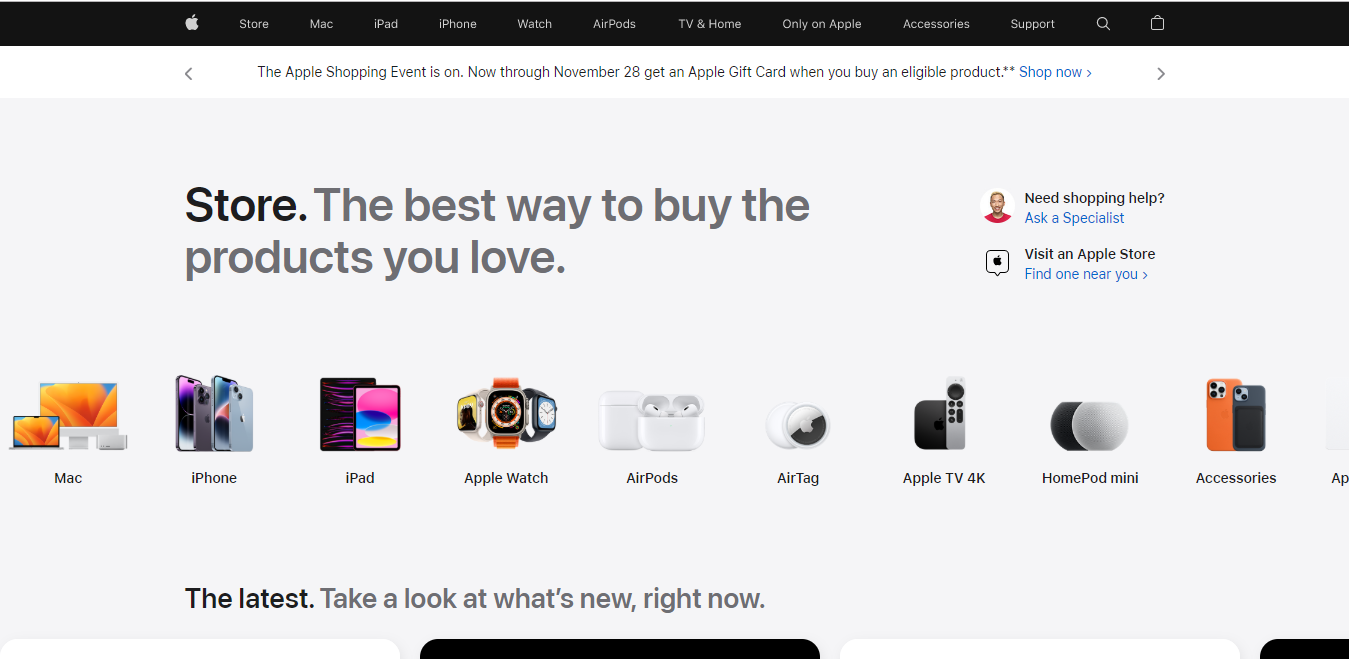 Store Mac iPad iPhone Watch AirPods TV & Home Only on Apple Accessories Support
The Apple Shopping Event is on. Now through November 28 get an Apple Gift Card when you buy an eligible product.** Shop now >
Store. The best way to buy the
products you love.
Need shopping help?
Ask a Specialist
Visit an Apple Store
Find one near you >
Mac iPhone iPad Apple Watch AirPods AirTag Apple TV 4K HomePod mini Accessories Ap
The latest. Take a look at what’s new, right now.